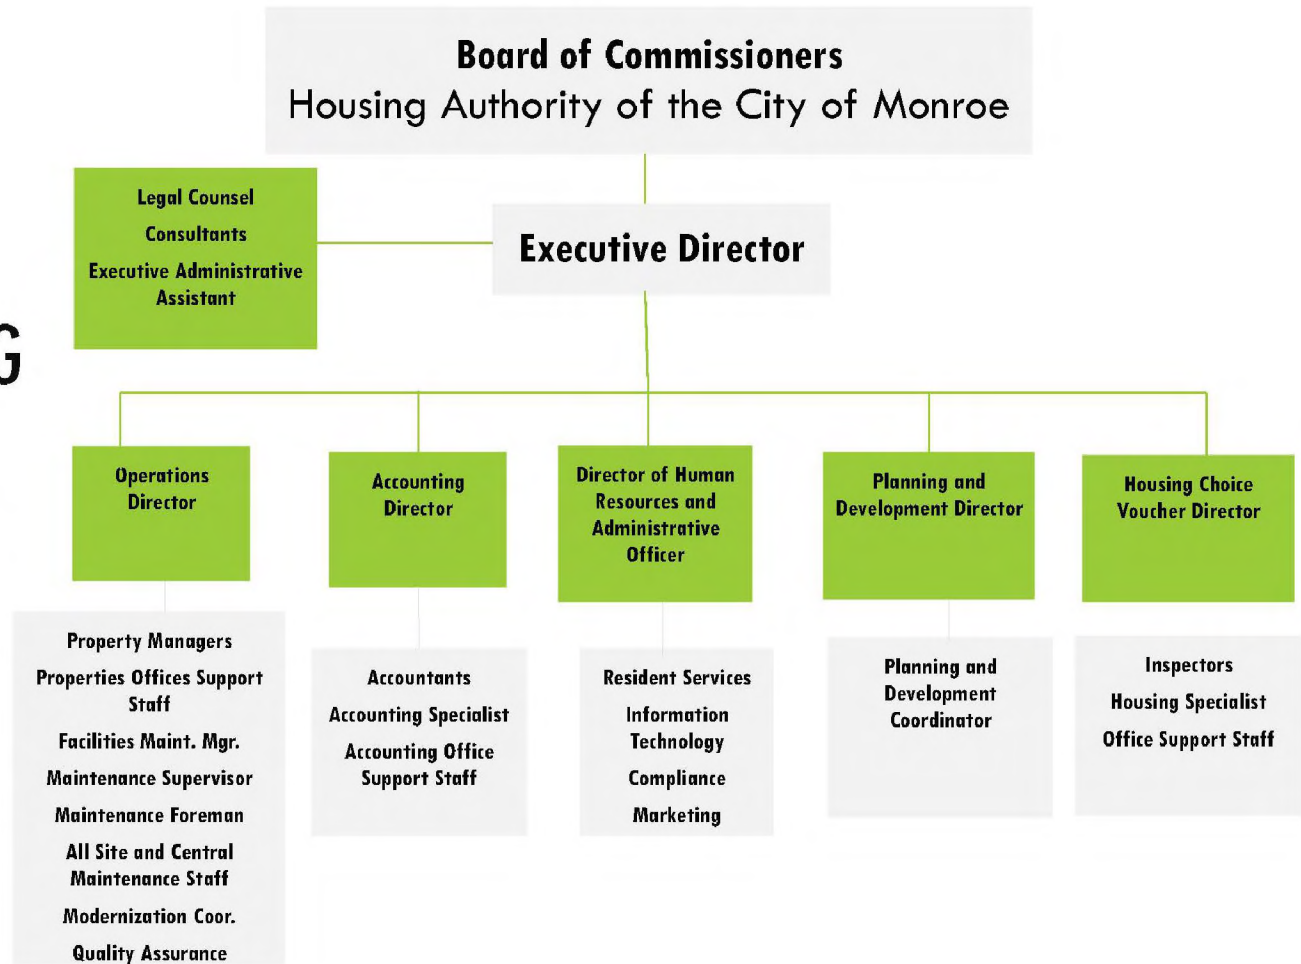 Board of Commissioners
Housing Authority of the City of Monroe
Legal Counsel
Consultants
Executive Administrative
Assistant
Executive Director
G
Operations
Director
Accounting
Director
Director of Human
Resources and
Administrative
Officer
Planning and
Development Director
Housing Choice
Voucher Director
Property Managers
Properties Offices Support
Staff
Facilities Maint. Mgr.
Maintenance Supervisor
Maintenance Foreman
All Site and Central
Maintenance Staff
Modernization Coor.
Quality Assurance
Accountants
Accounting Specialist
Accounting Office
Support Staff
Resident Services
Information
Technology
Compliance
Marketing
Planning and
Development
Coordinator
Inspectors
Housing Specialist
Office Support Staff